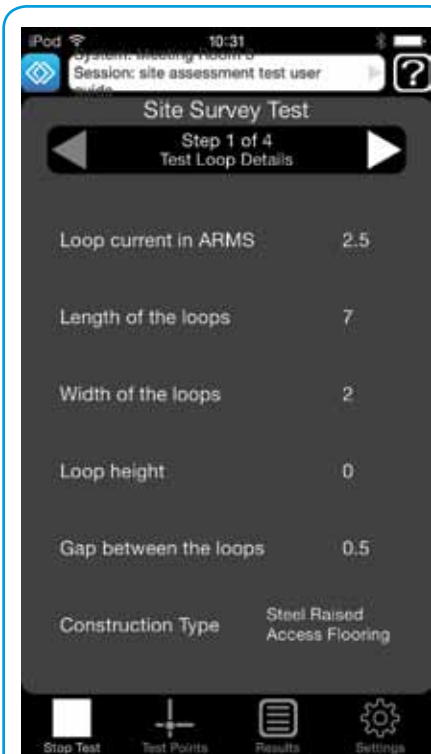 iPod 10:31
System: Meeting Room 3
Session: site assessment test user
guide
?
Site Survey Test
Step 1 of 4
Test Loop Details
Loop current in ARMS 2.5
Length of the loops 7
Width of the loops 2
Loop height 0
Gap between the loops 0.5
Construction Type Steel Raised
Access Flooring
Stop Test Test Points Results Settings